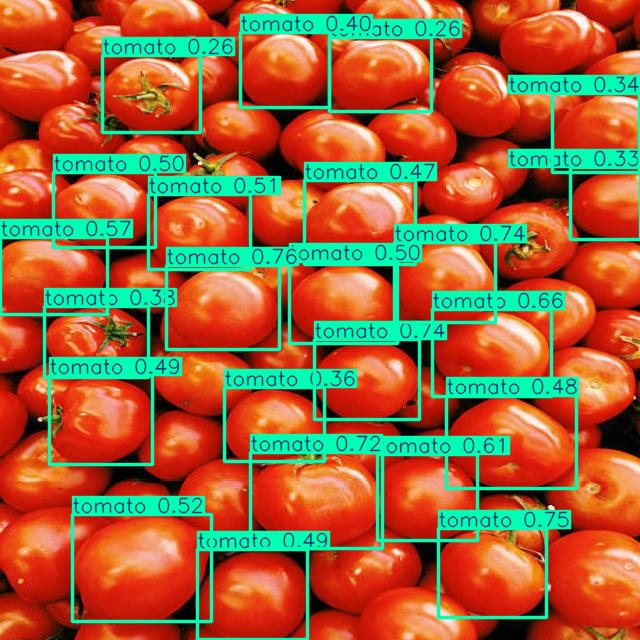 tomato 0.40
tomato 0.26
tomato 0.26
tomato 0.34
tomato 0.50
tomato 0.33
tomato 0.47
tomato 0.51
tomato 0.57
tomato 0.74
tomato 0.76
tomato 0.50
tomato 0.33
tomato 0.66
tomato 0.74
tomato 0.49
tomato 0.36
tomato 0.48
tomato 0.72
omato 0.61
tomato 0.52
tomato 0.75
tomato 0.49